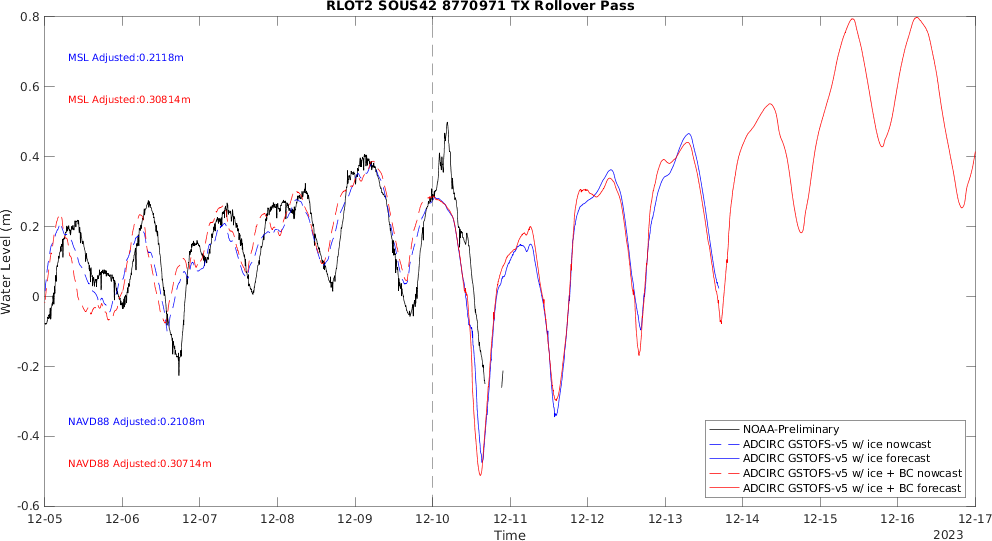 RLOT2 SOUS42 8770971 TX Rollover Pass
0.8
0.6
0.4
0.2
0
-0.2
-0.4
-0.6
Water Level (m)
MSL Adjusted:0.2118m
MSL Adjusted:0.30814m
NAVD88 Adjusted:0.2108m
NAVD88 Adjusted:0.30714m
NOAA-Preliminary
ADCIRC GSTOFS-v5 w/ ice nowcast
ADCIRC GSTOFS-v5 w/ ice forecast
ADCIRC GSTOFS-v5 w/ ice + BC nowcast
ADCIRC GSTOFS-v5 w/ ice + BC forecast
12-05 12-06 12-07 12-08 12-09 12-10 12-11 12-12 12-13 12-14 12-15 12-16 12-17
Time
2023